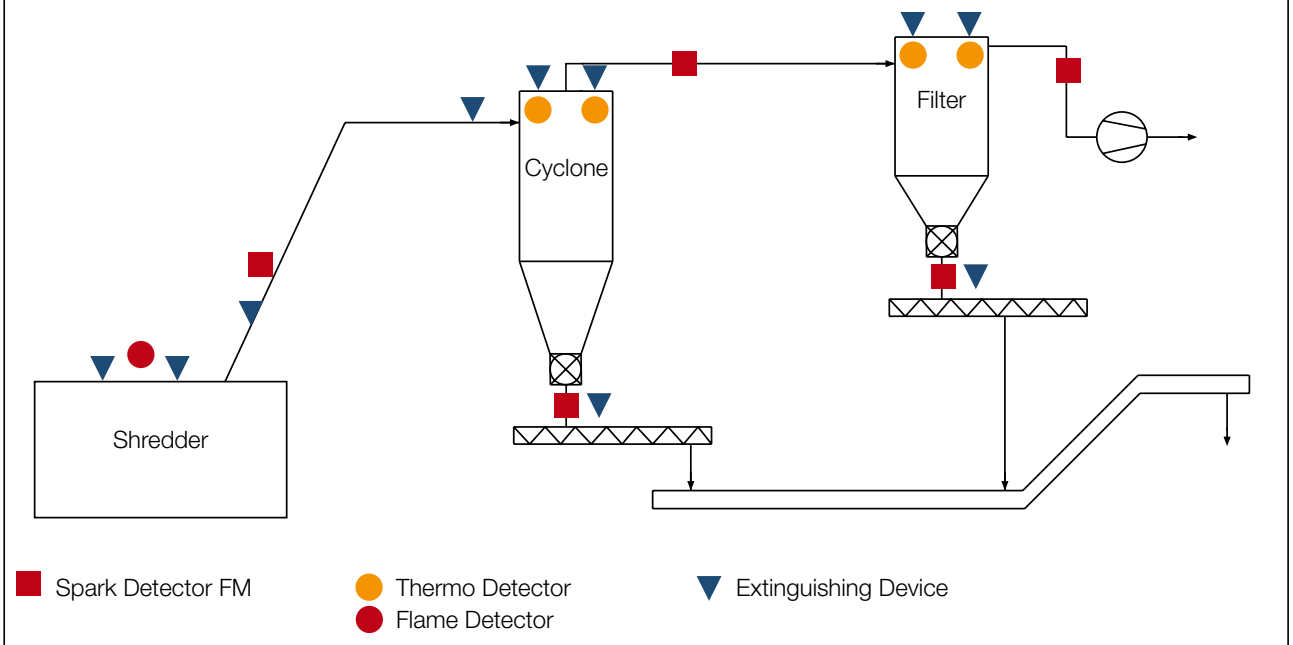 Filter
Cyclone
Shredder
Spark Detector FM
Thermo Detector
Extinguishing Device
Flame Detector